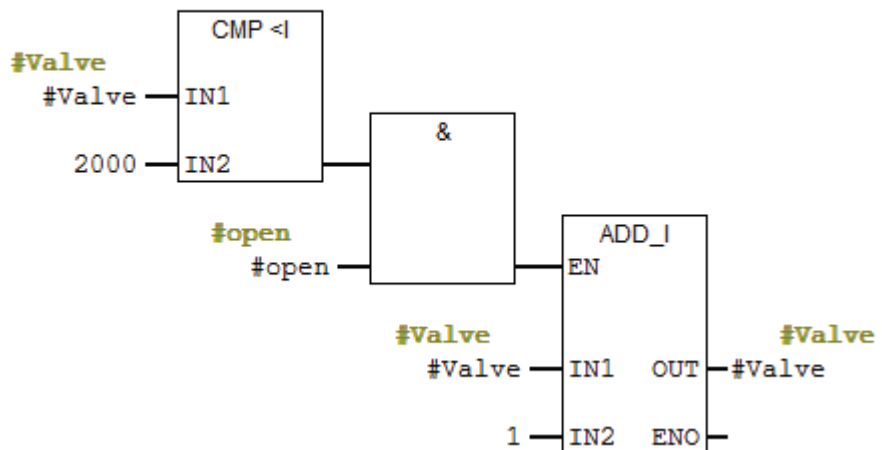 CMP <I
#Valve
#Valve IN1
2000 IN2
&
#open
#open
ADD_I
EN
#Valve #Valve
#Valve IN1 OUT #Valve
1 IN2 ENO